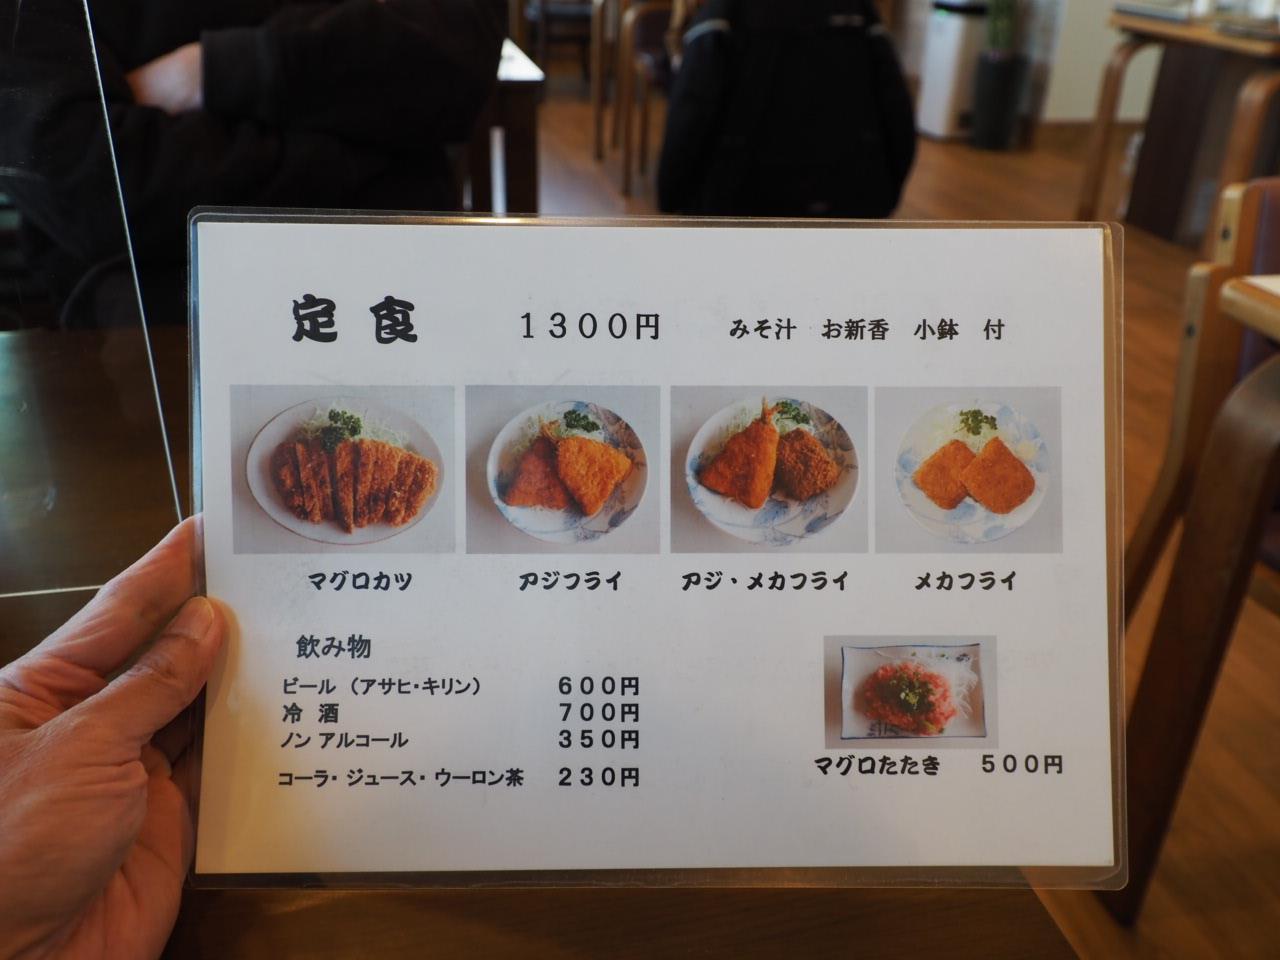 定食 1300円 みそ汁 お新香 小鉢 付
マグロカツ アジフライ アジ・メカフライ メカフライ
飲み物
ビール (アサヒ・キリン) 600円
冷 酒 700円
ノン アルコール 350円
コーラ・ジュース・ウーロン茶 230円
マグロたたき 500円